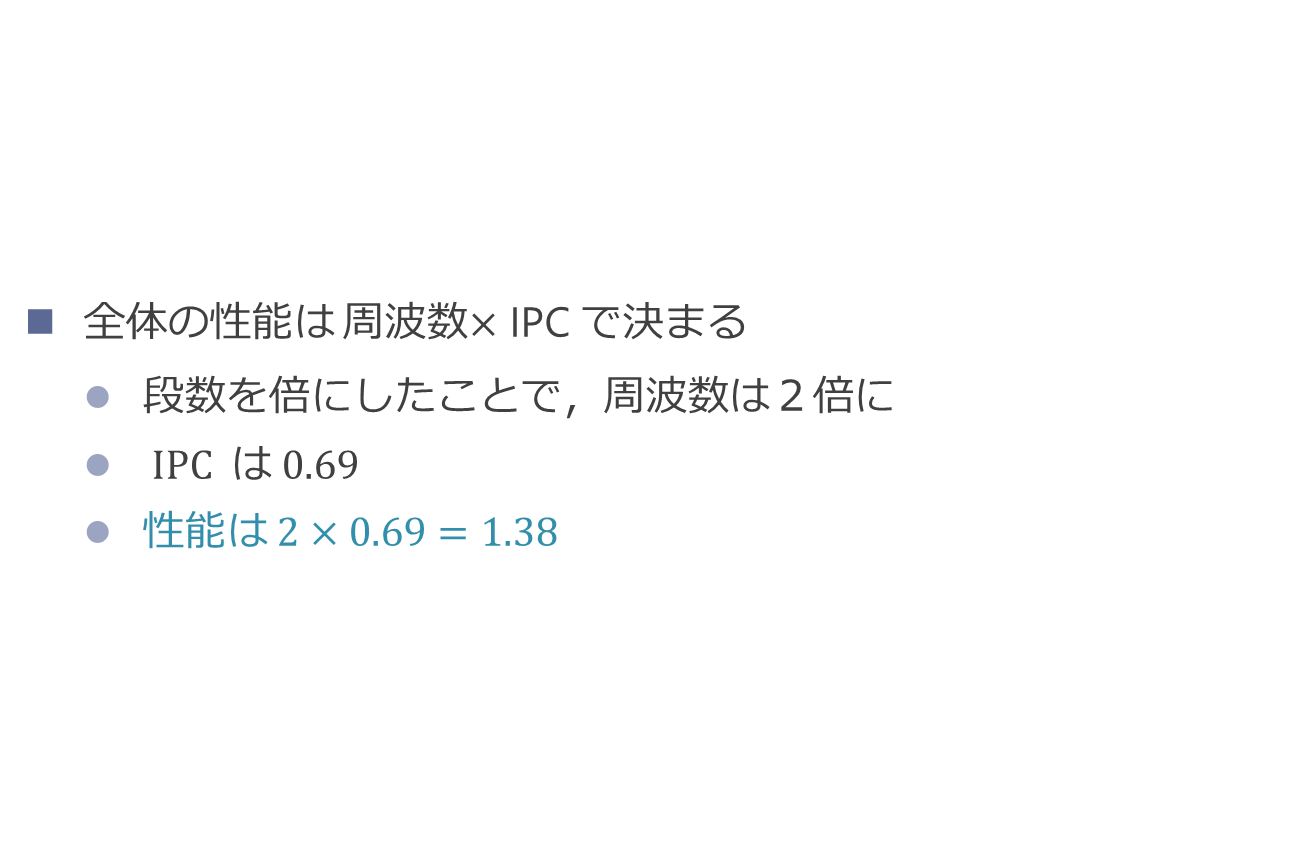 全体の性能は周波数× IPC で決まる
段数を倍にしたことで，周波数は２倍に
IPC は 0.69
性能は 2 × 0.69 = 1.38